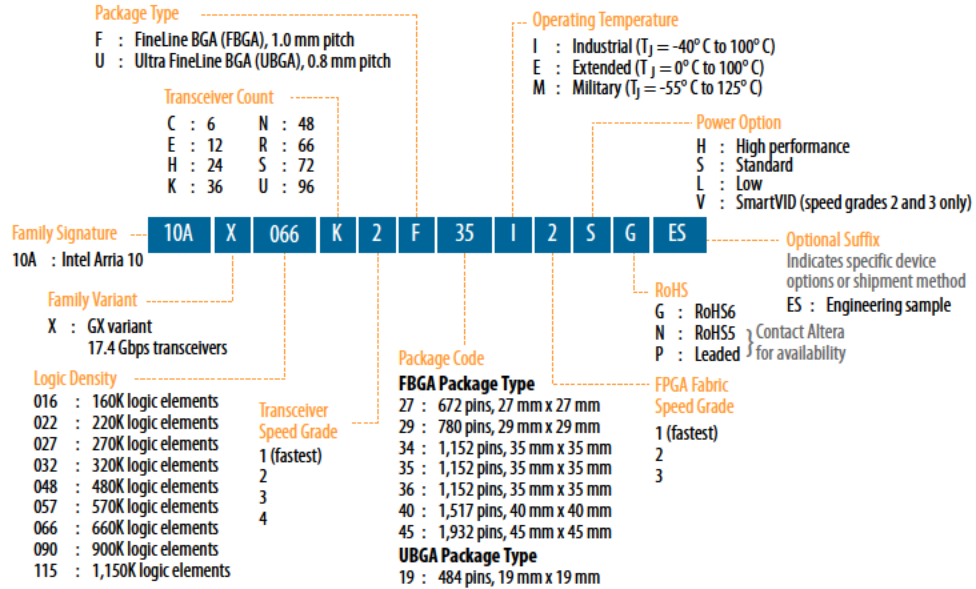 Package Type
F : FineLine BGA (FBGA), 1.0 mm pitch
U : Ultra FineLine BGA (UBGA), 0.8 mm pitch
Operating Temperature
I : Industrial (TJ = -40° C to 100° C)
E : Extended (TJ = 0° C to 100° C)
M : Military (TJ = -55° C to 125° C)
Transceiver Count
C : 6 N : 48
E : 12 R : 66
H : 24 S : 72
K : 36 U : 96
Power Option
H : High performance
S : Standard
L : Low
V : SmartVID (speed grades 2 and 3 only)
10A X 066 K 2 F 35 I 2 S G ES
Family Signature
10A : Intel Arria 10
Optional Suffix
Indicates specific device
options or shipment method
ES : Engineering sample
Family Variant
X : GX variant
17.4 Gbps transceivers
RoHS
G : RoHS6
N : RoHS5
P : Leaded
Contact Altera
for availability
Logic Density
016 : 160K logic elements
022 : 220K logic elements
027 : 270K logic elements
032 : 320K logic elements
048 : 480K logic elements
057 : 570K logic elements
066 : 660K logic elements
090 : 900K logic elements
115 : 1,150K logic elements
Transceiver
Speed Grade
1 (fastest)
2
3
4
Package Code
FBGA Package Type
27 : 672 pins, 27 mm x 27 mm
29 : 780 pins, 29 mm x 29 mm
34 : 1,152 pins, 35 mm x 35 mm
35 : 1,152 pins, 35 mm x 35 mm
36 : 1,152 pins, 35 mm x 35 mm
40 : 1,517 pins, 40 mm x 40 mm
45 : 1,932 pins, 45 mm x 45 mm
UBGA Package Type
19 : 484 pins, 19 mm x 19 mm
FPGA Fabric
Speed Grade
1 (fastest)
2
3